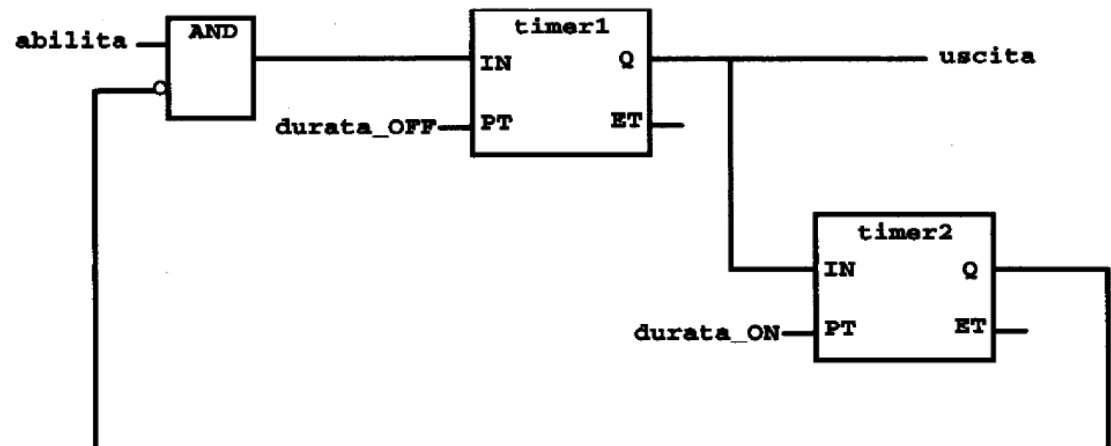 abilita
AND
timer1
IN
Q
uscita
durata_OFF
PT
ET
timer2
IN
Q
durata_ON
PT
ET